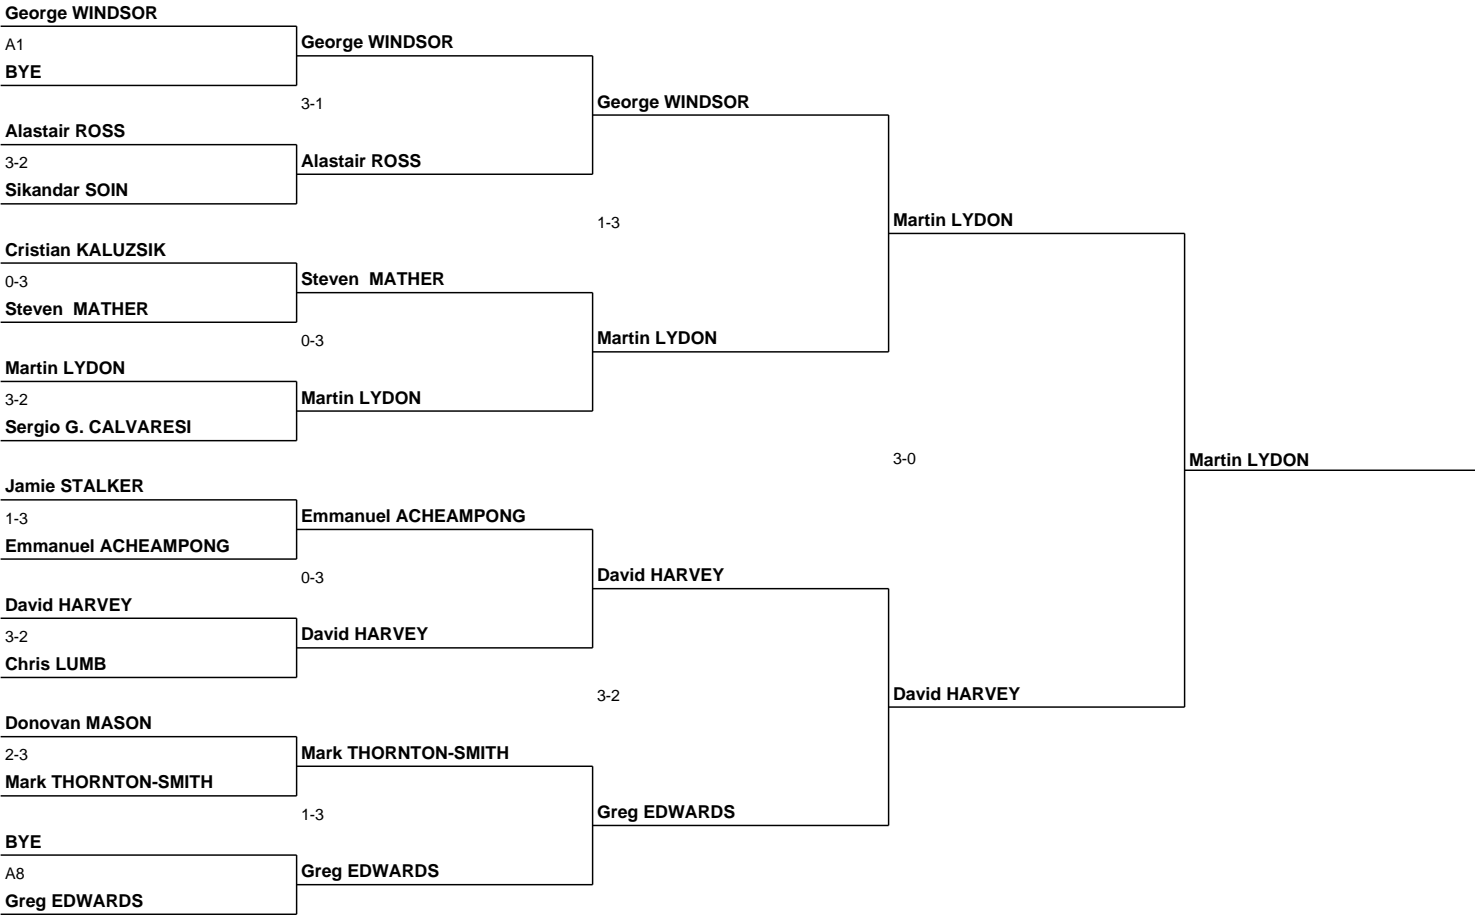 George WINDSOR
A1
BYE
Alastair ROSS
3-2
Sikandar SOIN
Cristian KALUZSIK
0-3
Steven  MATHER
Martin LYDON
3-2
Sergio G. CALVARESI
Jamie STALKER
1-3
Emmanuel ACHEAMPONG
David HARVEY
3-2
Chris LUMB
Donovan MASON
2-3
Mark THORNTON-SMITH
BYE
A8
Greg EDWARDS
George WINDSOR
3-1
Alastair ROSS
Steven  MATHER
0-3
Martin LYDON
Emmanuel ACHEAMPONG
0-3
David HARVEY
Mark THORNTON-SMITH
1-3
Greg EDWARDS
George WINDSOR
1-3
Martin LYDON
David HARVEY
3-2
Greg EDWARDS
Martin LYDON
3-0
David HARVEY
Martin LYDON